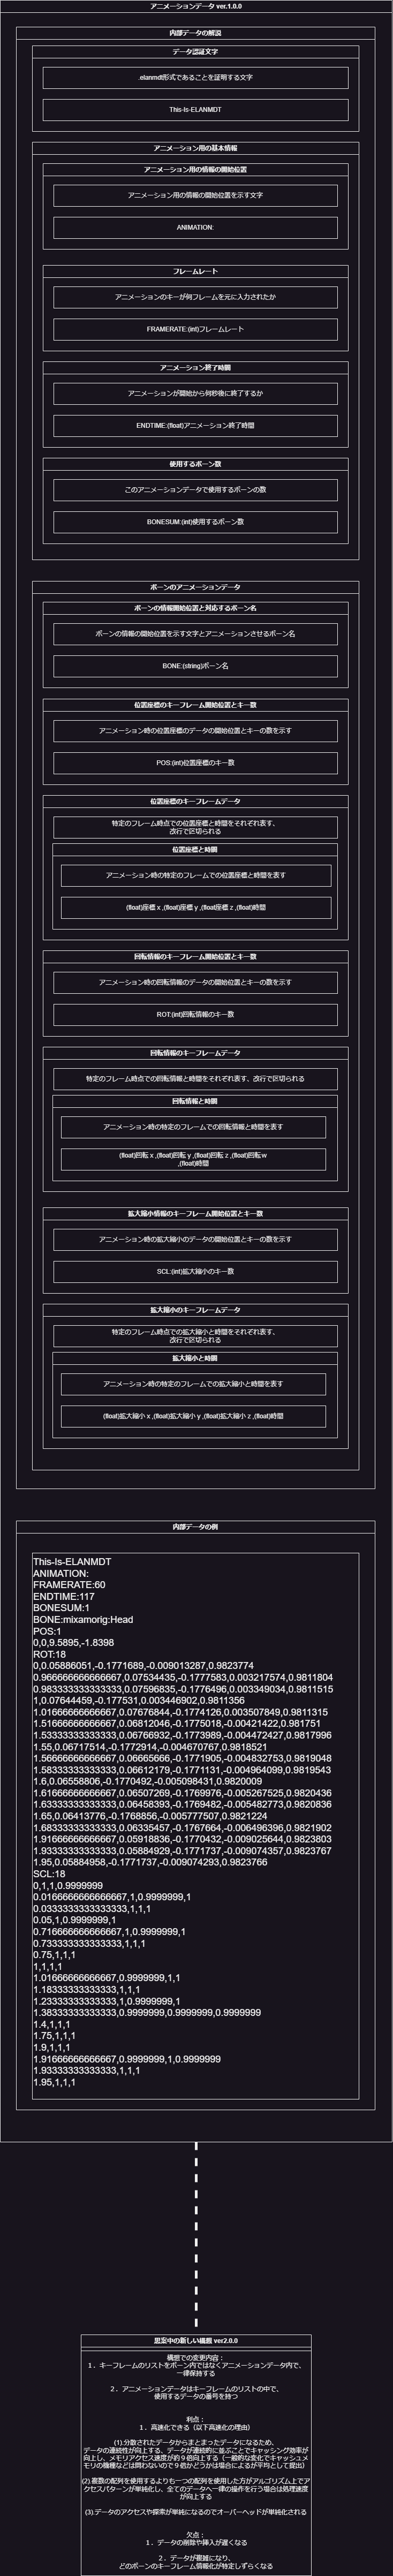 アニメーションデータ ver.1.0.0
内部データの解説
データ認証文字
.elanmdt形式であることを証明する文字
This-Is-ELANMDT
アニメーション用の基本情報
アニメーション用の情報の開始位置
アニメーション用の情報の開始位置を示す文字
ANIMATION:
フレームレート
アニメーションのキーが何フレームを元に入力されたか
FRAMERATE:(int)フレームレート
アニメーション終了時間
アニメーションが開始から何秒後に終了するか
ENDTIME:(float)アニメーション終了時間
使用するボーン数
このアニメーションデータで使用するボーンの数
BONESUM:(int)使用するボーン数
ボーンのアニメーションデータ
ボーンの情報開始位置と対応するボーン名
ボーンの情報の開始位置を示す文字とアニメーションさせるボーン名
BONE:(string)ボーン名
位置座標のキーフレーム開始位置とキー数
アニメーション時の位置座標のデータの開始位置とキーの数を示す
POS:(int)位置座標のキー数
位置座標のキーフレームデータ
特定のフレーム時点での位置座標と時間をそれぞれ表す、
改行で区切られる
位置座標と時間
アニメーション時の特定のフレームでの位置座標と時間を表す
(float)座標ｘ,(float)座標ｙ,(float座標ｚ,(float)時間
回転情報のキーフレーム開始位置とキー数
アニメーション時の回転情報のデータの開始位置とキーの数を示す
ROT:(int)回転情報のキー数
回転情報のキーフレームデータ
特定のフレーム時点での回転情報と時間をそれぞれ表す、改行で区切られる
回転情報と時間
アニメーション時の特定のフレームでの回転情報と時間を表す
(float)回転ｘ,(float)回転ｙ,(float)回転ｚ,(float)回転ｗ
,(float)時間
拡大縮小情報のキーフレーム開始位置とキー数
アニメーション時の拡大縮小のデータの開始位置とキーの数を示す
SCL:(int)拡大縮小のキー数
拡大縮小のキーフレームデータ
特定のフレーム時点での拡大縮小と時間をそれぞれ表す、
改行で区切られる
拡大縮小と時間
アニメーション時の特定のフレームでの拡大縮小と時間を表す
(float)拡大縮小ｘ,(float)拡大縮小ｙ,(float)拡大縮小ｚ,(float)時間
内部データの例
This-Is-ELANMDT
ANIMATION:
FRAMERATE:60
ENDTIME:117
BONESUM:1
BONE:mixamorig:Head
POS:1
0,0,9.5895,-1.8398
ROT:18
0,0.05886051,-0.1771689,-0.009013287,0.9823774
0.966666666666667,0.07534435,-0.1777583,0.003217574,0.9811804
0.983333333333333,0.07596835,-0.1776496,0.003349034,0.9811515
1,0.07644459,-0.177531,0.003446902,0.9811356
1.01666666666667,0.07676844,-0.1774126,0.003507849,0.9811315
1.51666666666667,0.06812046,-0.1775018,-0.00421422,0.981751
1.53333333333333,0.06766932,-0.1773989,-0.004472427,0.9817996
1.55,0.06717514,-0.1772914,-0.004670767,0.9818521
1.56666666666667,0.06665966,-0.1771905,-0.004832753,0.9819048
1.58333333333333,0.06612179,-0.1771131,-0.004964099,0.9819543
1.6,0.06558806,-0.1770492,-0.005098431,0.9820009
1.61666666666667,0.06507269,-0.1769976,-0.005267525,0.9820436
1.63333333333333,0.06458393,-0.1769482,-0.005482773,0.9820836
1.65,0.06413776,-0.1768856,-0.005777507,0.9821224
1.68333333333333,0.06335457,-0.1767664,-0.006496396,0.9821902
1.91666666666667,0.05918836,-0.1770432,-0.009025644,0.9823803
1.93333333333333,0.05884929,-0.1771737,-0.009074357,0.9823767
1.95,0.05884958,-0.1771737,-0.009074293,0.9823766
SCL:18
0,1,1,0.9999999
0.0166666666666667,1,0.9999999,1
0.0333333333333333,1,1,1
0.05,1,0.9999999,1
0.716666666666667,1,0.9999999,1
0.733333333333333,1,1,1
0.75,1,1,1
1,1,1,1
1.01666666666667,0.9999999,1,1
1.18333333333333,1,1,1
1.23333333333333,1,0.9999999,1
1.38333333333333,0.9999999,0.9999999,0.9999999
1.4,1,1,1
1.75,1,1,1
1.9,1,1,1
1.91666666666667,0.9999999,1,0.9999999
1.93333333333333,1,1,1
1.95,1,1,1
思案中の新しい構想 ver2.0.0
構想での変更内容：
１．キーフレームのリストをボーン内ではなくアニメーションデータ内で、
一律保持する
２．アニメーションデータはキーフレームのリストの中で、
使用するデータの番号を持つ
利点：
１．高速化できる（以下高速化の理由）
(1).分散されたデータからまとまったデータになるため、
データの連続性が向上する、データが連続的に並ぶことでキャッシング効率が
向上し、メモリアクセス速度が約９倍向上する（一般的な変化でキャッシュメ
モリの機種などは問わないので９倍かどうかは場合によるが平均として提出）
(2).複数の配列を使用するよりも一つの配列を使用した方がアルゴリズム上でア
クセスパターンが単純化し、全てのデータへ一律の操作を行う場合は処理速度
が向上する
(3).データのアクセスや探索が単純になるのでオーバーヘッドが単純化される
欠点：
１．データの削除や挿入が遅くなる
２．データが複雑になり、
どのボーンのキーフレーム情報化が特定しずらくなる